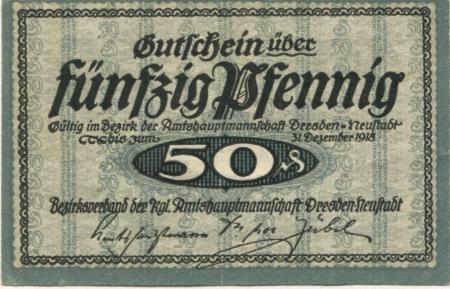 Gutschein über
fünfzig Pfennig
Gültig im Bezirk der Amtshauptmannschaft Dresden-Neustadt
bis zum 31. Dezember 1918
50 ₰
Bezirksverband der Kgl. Amtshauptmannschaft Dresden-Neustadt